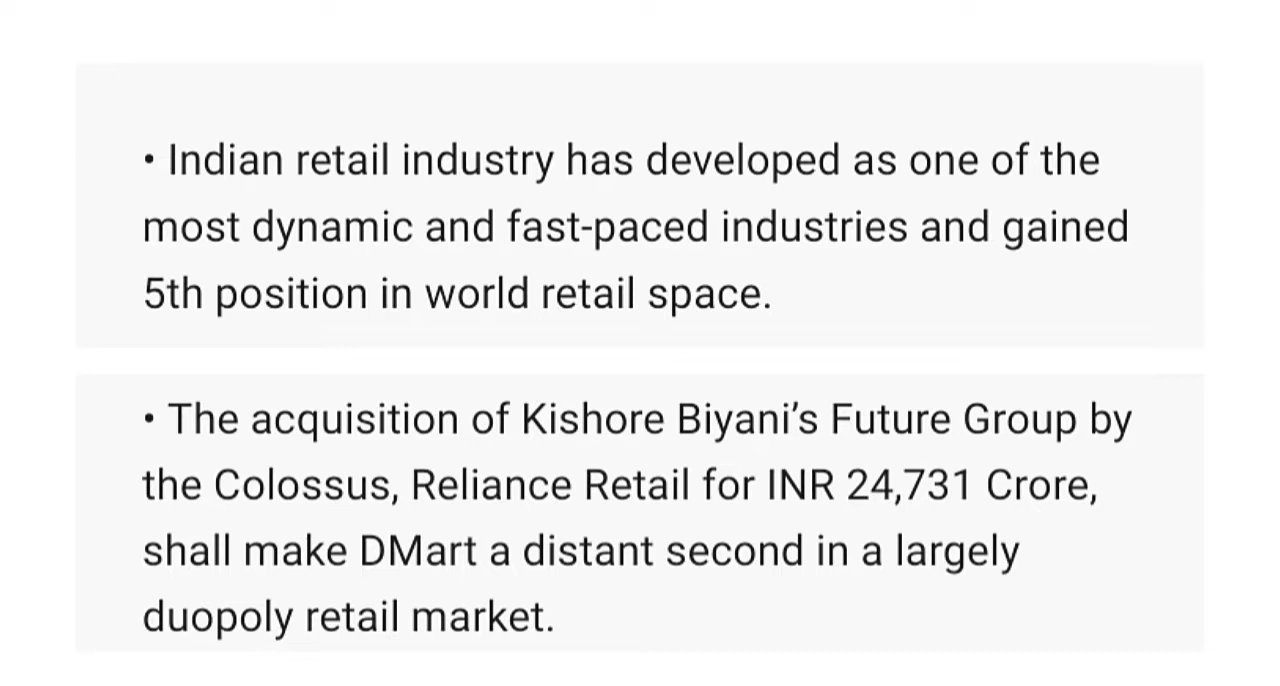 • Indian retail industry has developed as one of the
most dynamic and fast-paced industries and gained
5th position in world retail space.
• The acquisition of Kishore Biyani’s Future Group by
the Colossus, Reliance Retail for INR 24,731 Crore,
shall make DMart a distant second in a largely
duopoly retail market.